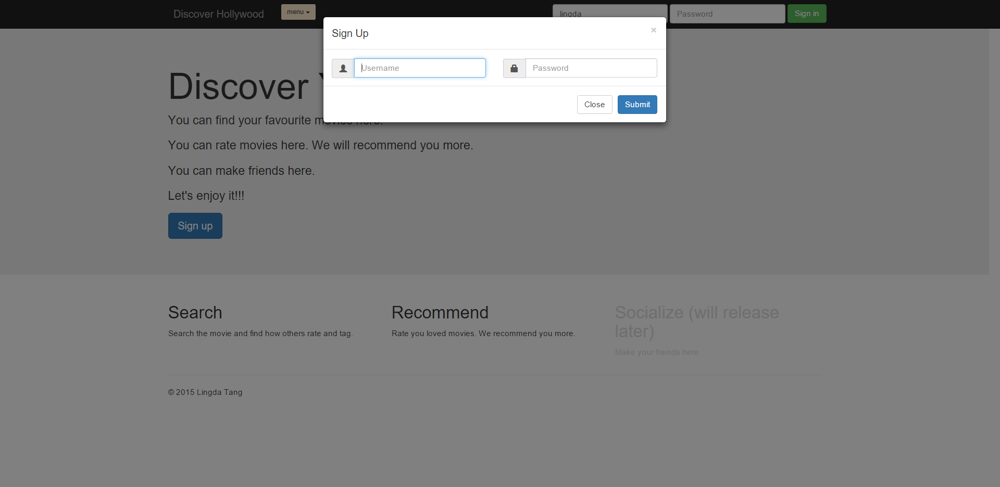 Discover Hollywood
menu
lingda
Password
Sign in
Sign Up
×
Username
Password
Close
Submit
Discover
You can find your favourite movies here.
You can rate movies here. We will recommend you more.
You can make friends here.
Let's enjoy it!!!
Sign up
Search
Search the movie and find how others rate and tag.
Recommend
Rate you loved movies. We recommend you more.
Socialize (will release
later)
Make your friends here.
© 2015 Lingda Tang